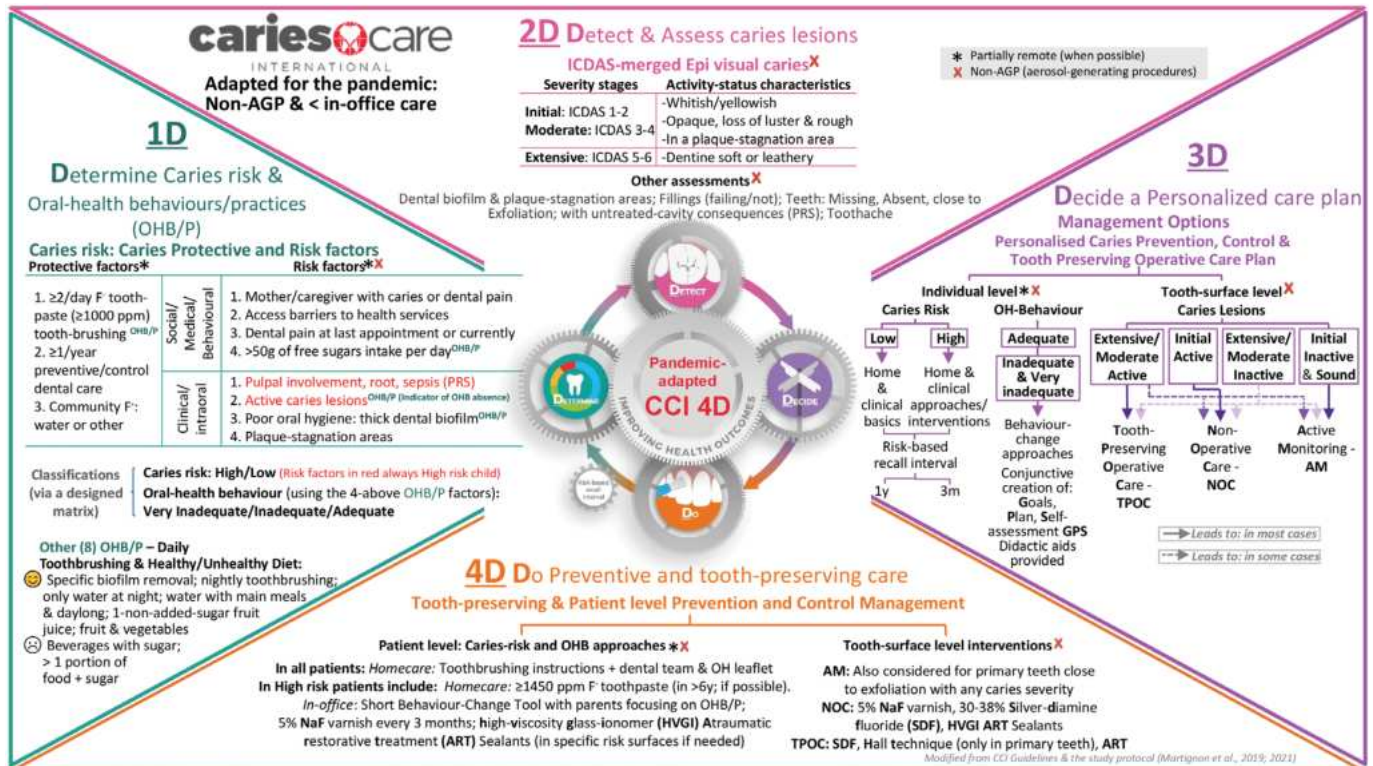 cariescare
INTERNATIONAL
Adapted for the pandemic:
Non-AGP & < in-office care
2D Detect & Assess caries lesions
ICDAS-merged Epi visual cariesX
Severity stages Activity-status characteristics
Initial: ICDAS 1-2
Moderate: ICDAS 3-4
-Whitish/yellowish
-Opaque, loss of luster & rough
-In a plaque-stagnation area
Extensive: ICDAS 5-6 -Dentine soft or leathery
Other assessmentsX
Dental biofilm & plaque-stagnation areas; Fillings (failing/not); Teeth: Missing, Absent, close to
Exfoliation; with untreated-cavity consequences (PRS); Toothache
* Partially remote (when possible)
X Non-AGP (aerosol-generating procedures)
1D
Determine Caries risk &
Oral-health behaviours/practices
(OHB/P)
Caries risk: Caries Protective and Risk factors
Protective factors* Risk factors*X
1. ≥2/day F- tooth-
paste (≥1000 ppm)
tooth-brushing OHB/P
2. ≥1/year
preventive/control
dental care
3. Community F-:
water or other
Social/
Medical/
Behavioural
1. Mother/caregiver with caries or dental pain
2. Access barriers to health services
3. Dental pain at last appointment or currently
4. >50g of free sugars intake per dayOHB/P
Clinical/
intraoral
1. Pulpal involvement, root, sepsis (PRS)
2. Active caries lesionsOHB/P (Indicator of OHB absence)
3. Poor oral hygiene: thick dental biofilmOHB/P
4. Plaque-stagnation areas
Classifications
(via a designed
matrix)
Caries risk: High/Low (Risk factors in red always High risk child)
Oral-health behaviour (using the 4-above OHB/P factors):
Very Inadequate/Inadequate/Adequate
Other (8) OHB/P – Daily
Toothbrushing & Healthy/Unhealthy Diet:
Specific biofilm removal; nightly toothbrushing;
only water at night; water with main meals
& daylong; 1-non-added-sugar fruit
juice; fruit & vegetables
Beverages with sugar;
> 1 portion of
food + sugar
DETECT
DETERMINE
Pandemic-
adapted
CCI 4D
IMPROVING HEALTH OUTCOMES
DECIDE
Risk-based
recall
interval
DO
3D
Decide a Personalized care plan
Management Options
Personalised Caries Prevention, Control &
Tooth Preserving Operative Care Plan
Individual level*X
Caries Risk OH-Behaviour
Low High
Home
&
clinical
basics
Home &
clinical
approaches/
interventions
Risk-based
recall interval
1y 3m
Adequate
Inadequate
& Very
inadequate
Behaviour-
change
approaches
Conjunctive
creation of:
Goals,
Plan, Self-
assessment GPS
Didactic aids
provided
Tooth-surface levelX
Caries Lesions
Extensive/
Moderate
Active
Initial
Active
Extensive/
Moderate
Inactive
Initial
Inactive
& Sound
Tooth-
Preserving
Operative
Care -
TPOC
Non-
Operative
Care -
NOC
Active
Monitoring -
AM
Leads to: in most cases
Leads to: in some cases
4D Do Preventive and tooth-preserving care
Tooth-preserving & Patient level Prevention and Control Management
Patient level: Caries-risk and OHB approaches *X
In all patients: Homecare: Toothbrushing instructions + dental team & OH leaflet
In High risk patients include: Homecare: ≥1450 ppm F- toothpaste (in >6y; if possible).
In-office: Short Behaviour-Change Tool with parents focusing on OHB/P;
5% NaF varnish every 3 months; high-viscosity glass-ionomer (HVGI) Atraumatic
restorative treatment (ART) Sealants (in specific risk surfaces if needed)
Tooth-surface level interventionsX
AM: Also considered for primary teeth close
to exfoliation with any caries severity
NOC: 5% NaF varnish, 30-38% Silver-diamine
fluoride (SDF), HVGI ART Sealants
TPOC: SDF, Hall technique (only in primary teeth), ART
Modified from CCI Guidelines & the study protocol (Martignon et al., 2019; 2021)